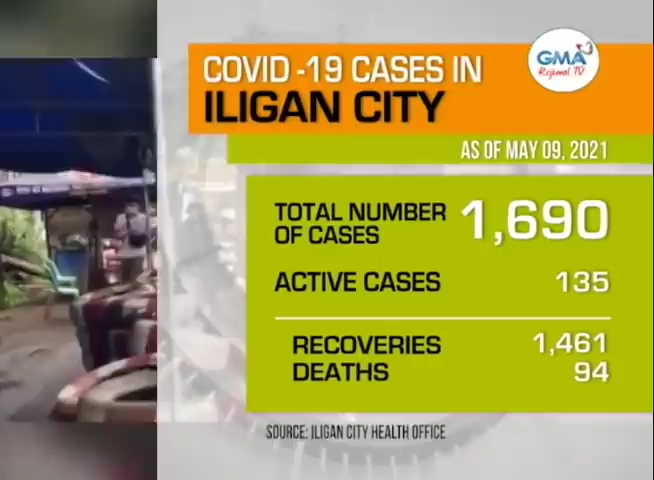 COVID -19 CASES IN
ILIGAN CITY
GMA
Regional TV
AS OF MAY 09, 2021
TOTAL NUMBER
OF CASES
1,690
ACTIVE CASES 135
RECOVERIES 1,461
DEATHS 94
SOURCE: ILIGAN CITY HEALTH OFFICE